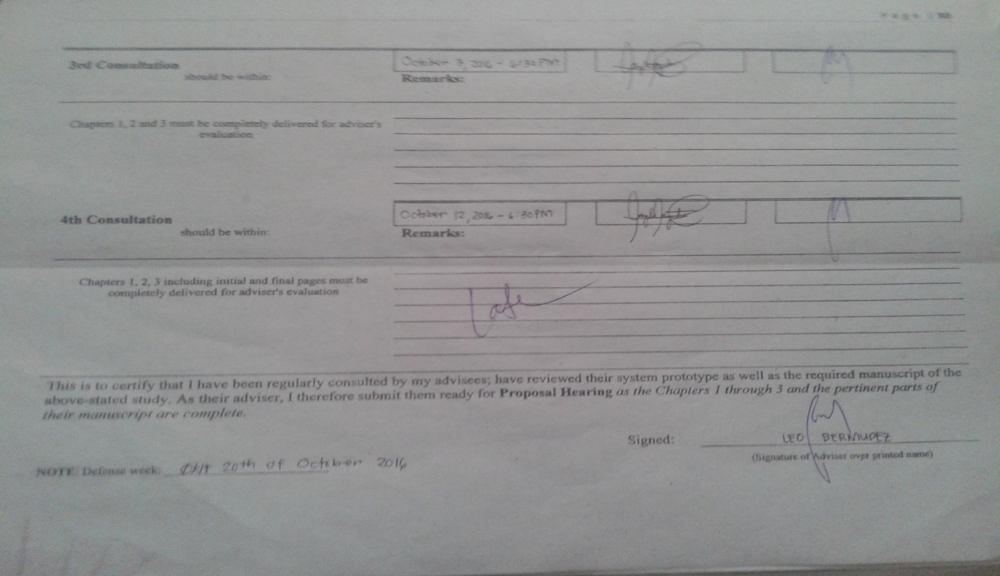 Page |
3rd Consultation
should be within:
October 3, 2016 - 6:30 PM
Remarks:
Chapters 1, 2 and 3 must be completely delivered for adviser's
evaluation
4th Consultation
should be within:
October 12, 2016 - 6:30 PM
Remarks:
Chapters 1, 2, 3 including initial and final pages must be
completely delivered for adviser's evaluation
Late
This is to certify that I have been regularly consulted by my advisees; have reviewed their system prototype as well as the required manuscript of the
above-stated study. As their adviser, I therefore submit them ready for Proposal Hearing as the Chapters 1 through 3 and the pertinent parts of
their manuscript are complete.
Signed:
LEO BERMUDEZ
(Signature of Adviser over printed name)
NOTE: Defense week: 20th of October 2016